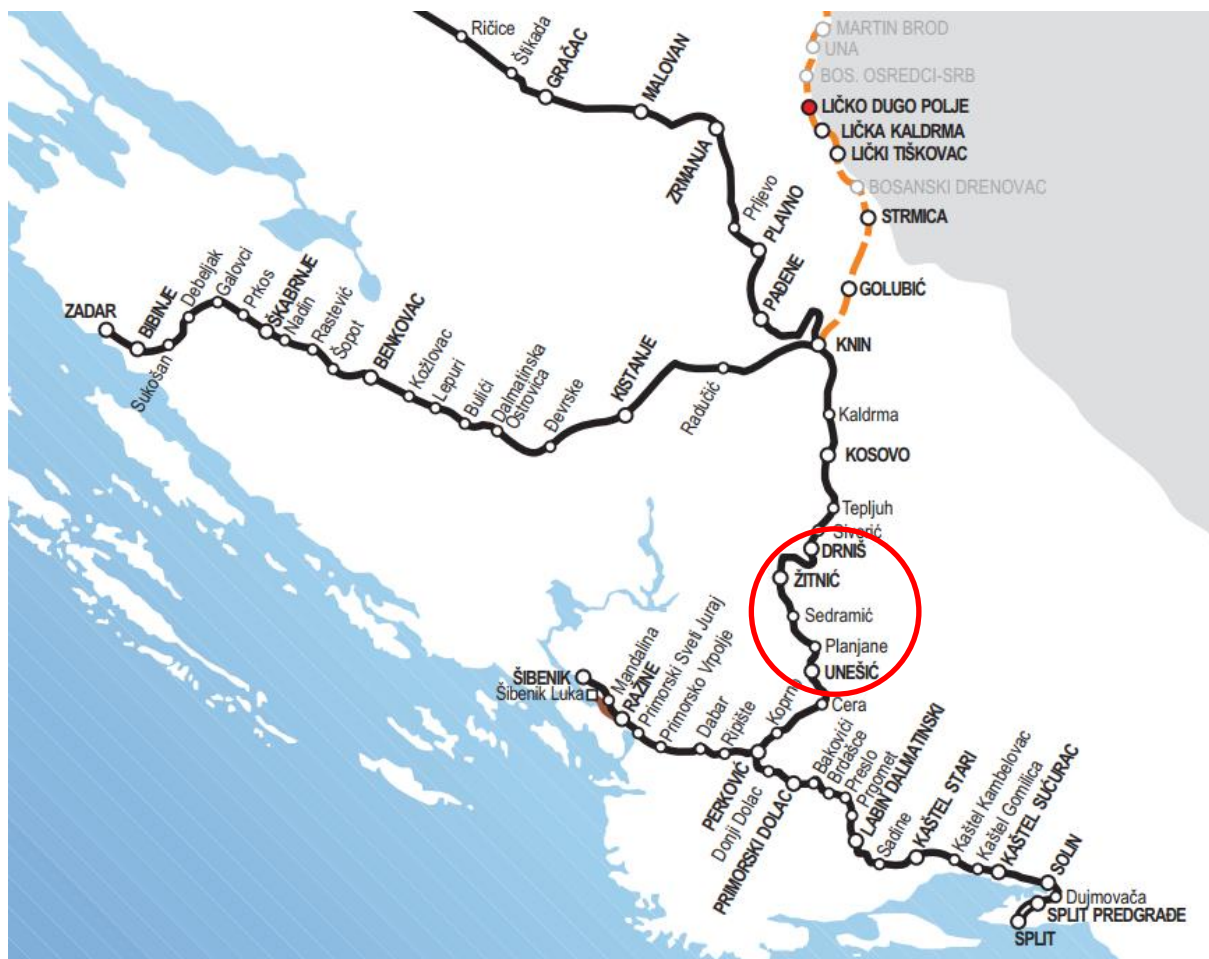 Ričice
Štikada
GRAČAC
MALOVAN
ZRMANJA
Prljevo
PLAVNO
PAĐENE
MARTIN BROD
UNA
BOS. OSREDCI-SRB
LIČKO DUGO POLJE
LIČKA KALDRMA
LIČKI TIŠKOVAC
BOSANSKI DRENOVAC
STRMICA
GOLUBIĆ
KNIN
ZADAR
BIBINJE
Sukošan
Debeljak
Galovci
Prkos
ŠKABRNJE
Nadin
Raštević
Šopot
BENKOVAC
Kožlovac
Lepuri
Bulići
Dalmatinska
Ostrovica
Đevrske
KISTANJE
Radučić
Kaldrma
KOSOVO
Tepljuh
Siverić
DRNIŠ
ŽITNIĆ
Sedramić
Planjane
UNEŠIĆ
Cera
Koprno
ŠIBENIK
Šibenik Luka
Mandalina
RAŽINE
Primorski Sveti Juraj
Primorsko Vrpolje
Dabar
Ripište
PERKOVIĆ
Donji Dolac
PRIMORSKI DOLAC
Bakovići
Brdašce
Preslo
Prgomet
LABIN DALMATINSKI
Sadine
KAŠTEL STARI
Kaštel Kambelovac
Kaštel Gomilica
KAŠTEL SUĆURAC
SOLIN
Dujmovača
SPLIT PREDGRAĐE
SPLIT